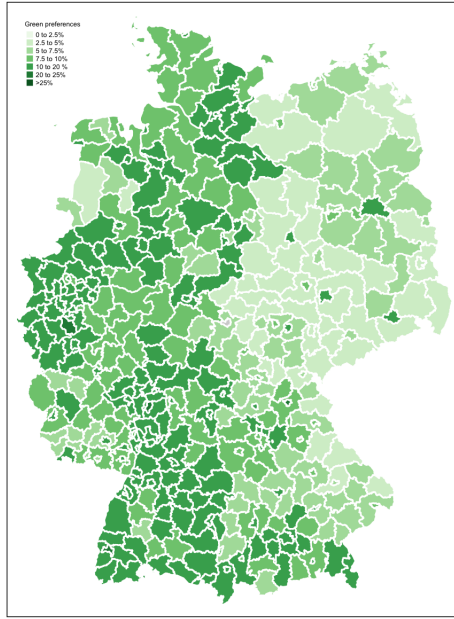 Green preferences
0 to 2.5%
2.5 to 5%
5 to 7.5%
7.5 to 10%
10 to 20 %
20 to 25%
>25%